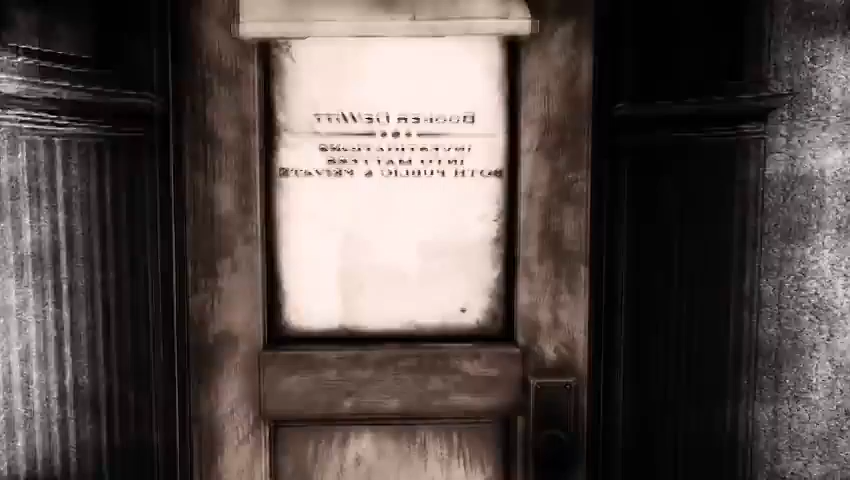 BOOKER DEWITT
INVESTIGATIONS
INTO MATTERS
BOTH PUBLIC & PRIVATE